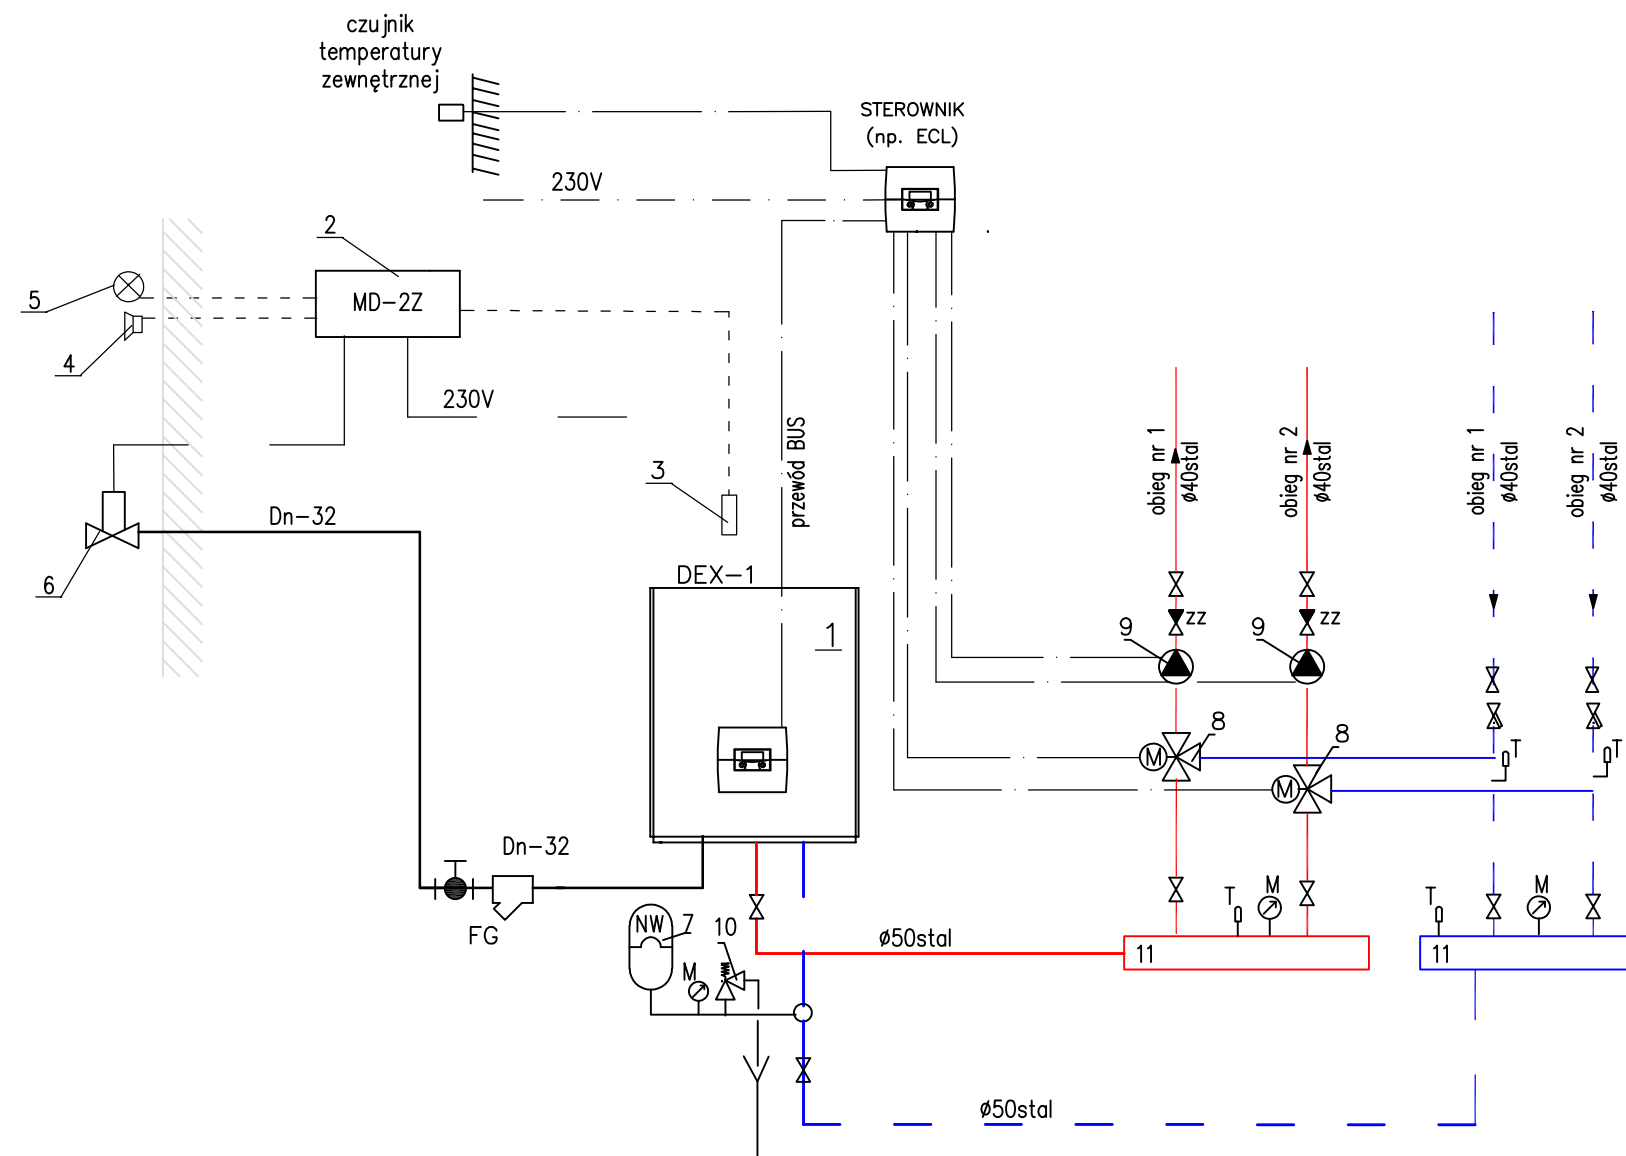 czujnik
temperatury
zewnętrznej
STEROWNIK
(np. ECL)
230V
2
MD-2Z
5
4
230V
3
przewód BUS
Dn-32
6
DEX-1
1
obieg nr 1
ø40stal
obieg nr 2
ø40stal
obieg nr 1
ø40stal
obieg nr 2
ø40stal
zz
zz
9
9
8
8
M
M
T
T
Dn-32
FG
NW
7
10
M
ø50stal
T
M
11
T
M
11
ø50stal